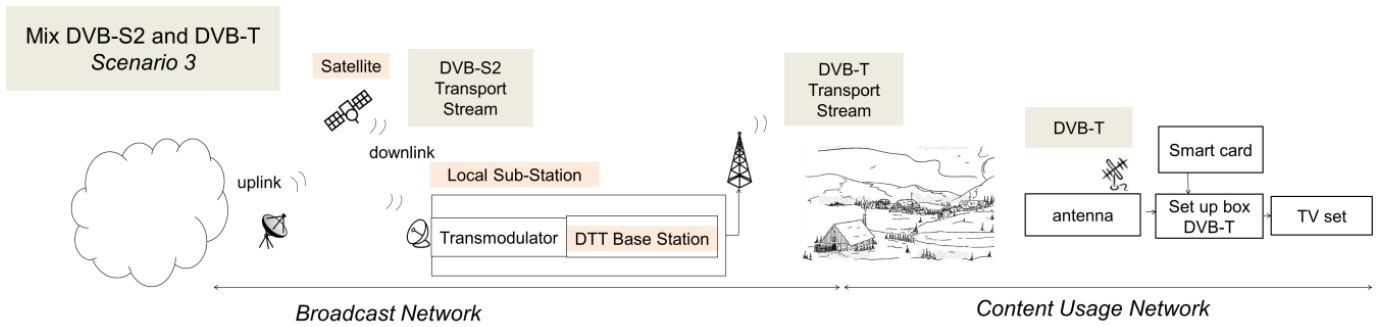 Mix DVB-S2 and DVB-T
Scenario 3
Satellite
DVB-S2
Transport
Stream
DVB-T
Transport
Stream
DVB-T
Smart card
downlink
uplink
Local Sub-Station
Transmodulator
DTT Base Station
antenna
Set up box
DVB-T
TV set
Broadcast Network
Content Usage Network